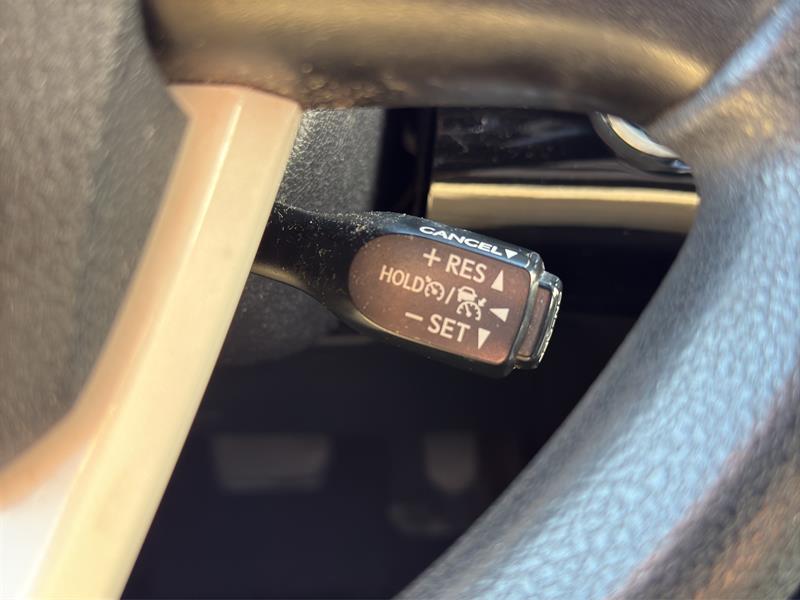 CANCEL▼
+ RES ▲
HOLD / ◀
− SET ▼